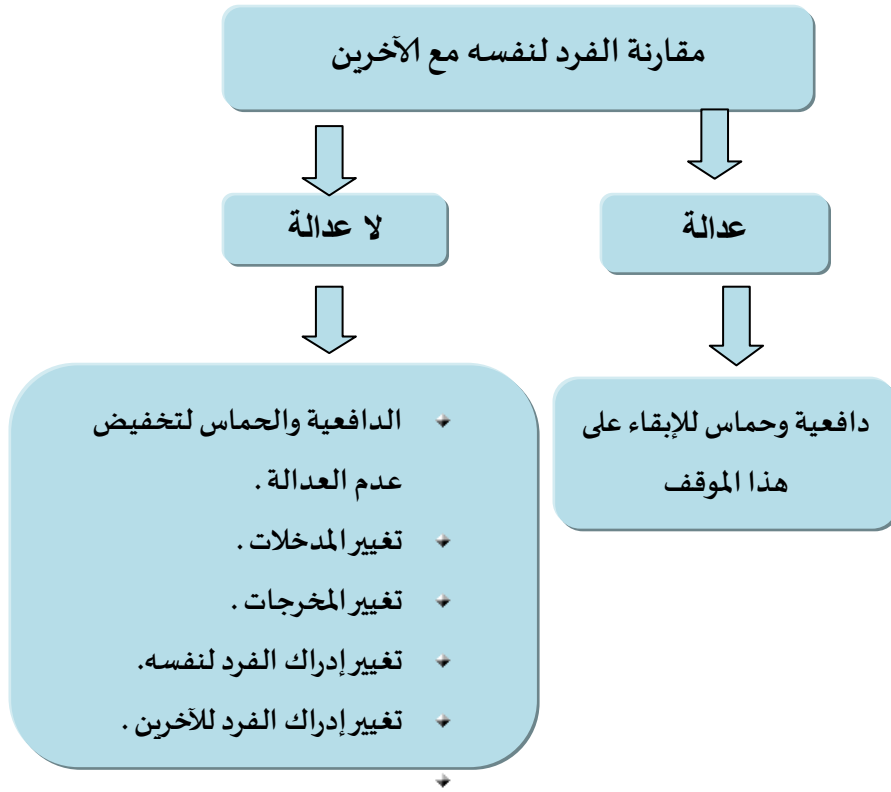 مقارنة الفرد لنفسه مع الآخرين
عدالة
لا عدالة
دافعية وحماس للإبقاء على
هذا الموقف
الدافعية والحماس لتخفيض
عدم العدالة .
تغيير المدخلات .
تغيير المخرجات .
تغيير إدراك الفرد لنفسه.
تغيير إدراك الفرد للآخرين .